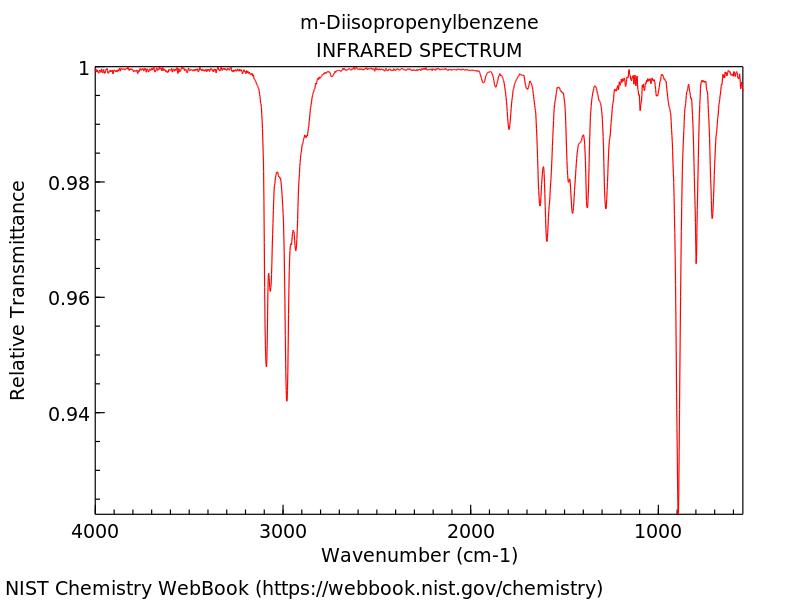 m-Diisopropenylbenzene
INFRARED SPECTRUM
1
0.98
0.96
0.94
Relative Transmittance
4000 3000 2000 1000
Wavenumber (cm-1)
NIST Chemistry WebBook (https://webbook.nist.gov/chemistry)